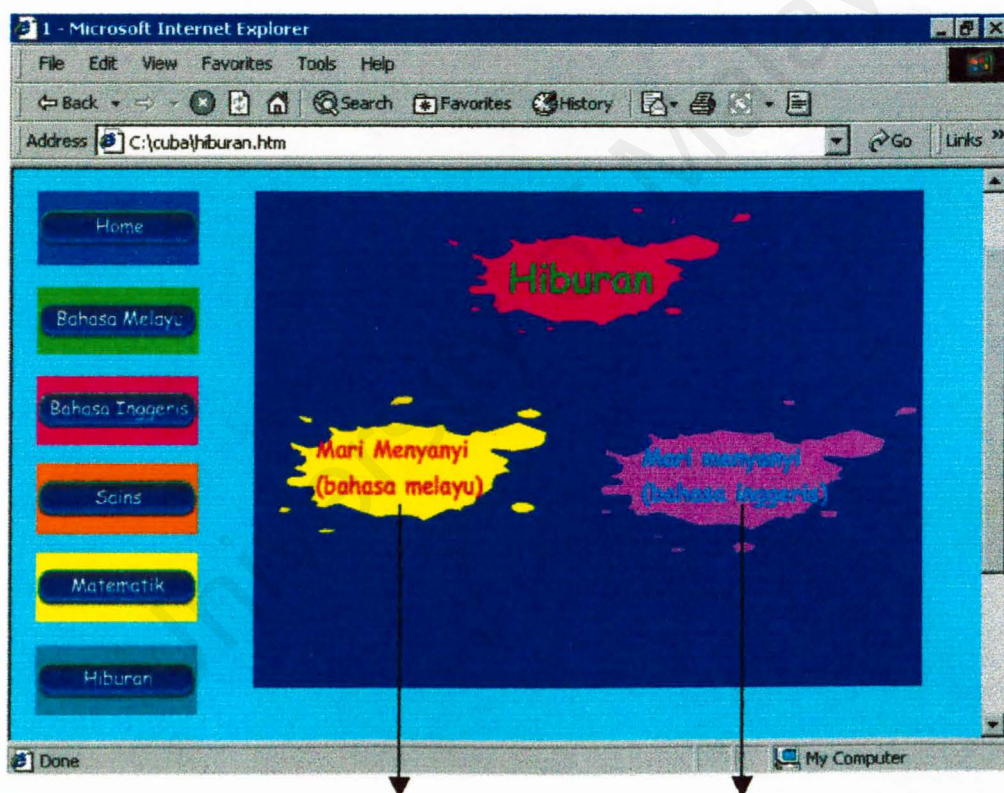 1 - Microsoft Internet Explorer
File Edit View Favorites Tools Help
Back Search Favorites History
Address C:\cuba\hiburan.htm Go Links »
Home
Bahasa Melayu
Bahasa Inggeris
Sains
Matematik
Hiburan
Hiburan
Mari Menyanyi
(bahasa melayu)
Mari menyanyi
(bahasa inggeris)
Done My Computer